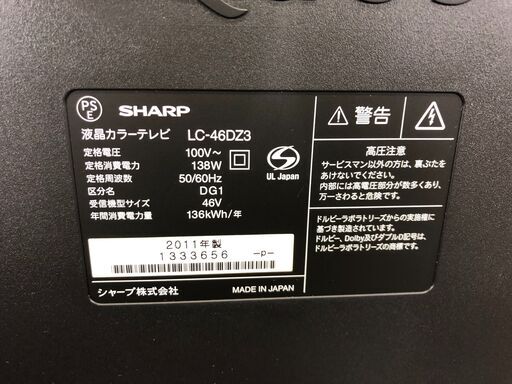 PS
E
SHARP
液晶カラーテレビ LC-46DZ3
定格電圧 100V~
定格消費電力 138W
定格周波数 50/60Hz
区分名 DG1
受信機型サイズ 46V
年間消費電力量 136kWh/年
S
UL Japan
2011年製
1333656 -p-
シャープ株式会社 MADE IN JAPAN
警告
高圧注意
サービスマン以外の方は、裏ぶたを
あけないでください。
内部には高電圧部分が数多くあり、
万一さわると危険です。
ドルビーラボラトリーズからの実施権に
基づき製造されています。
ドルビー、Dolby及びダブルD記号は、
ドルビーラボラトリーズの商標です。